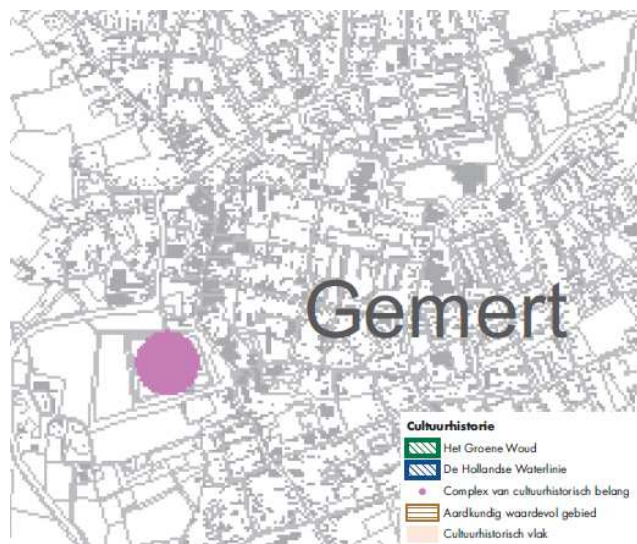 Gemert
Cultuurhistorie
Het Groene Woud
De Hollandse Waterlinie
Complex van cultuurhistorisch belang
Aardkundig waardevol gebied
Cultuurhistorisch vlak